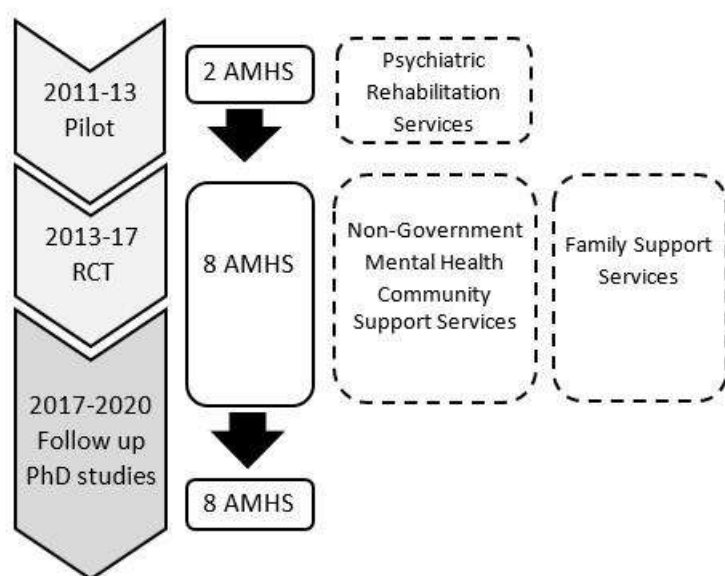 2011-13
Pilot
2 AMHS
Psychiatric
Rehabilitation
Services
2013-17
RCT
8 AMHS
Non-Government
Mental Health
Community
Support Services
Family Support
Services
2017-2020
Follow up
PhD studies
8 AMHS